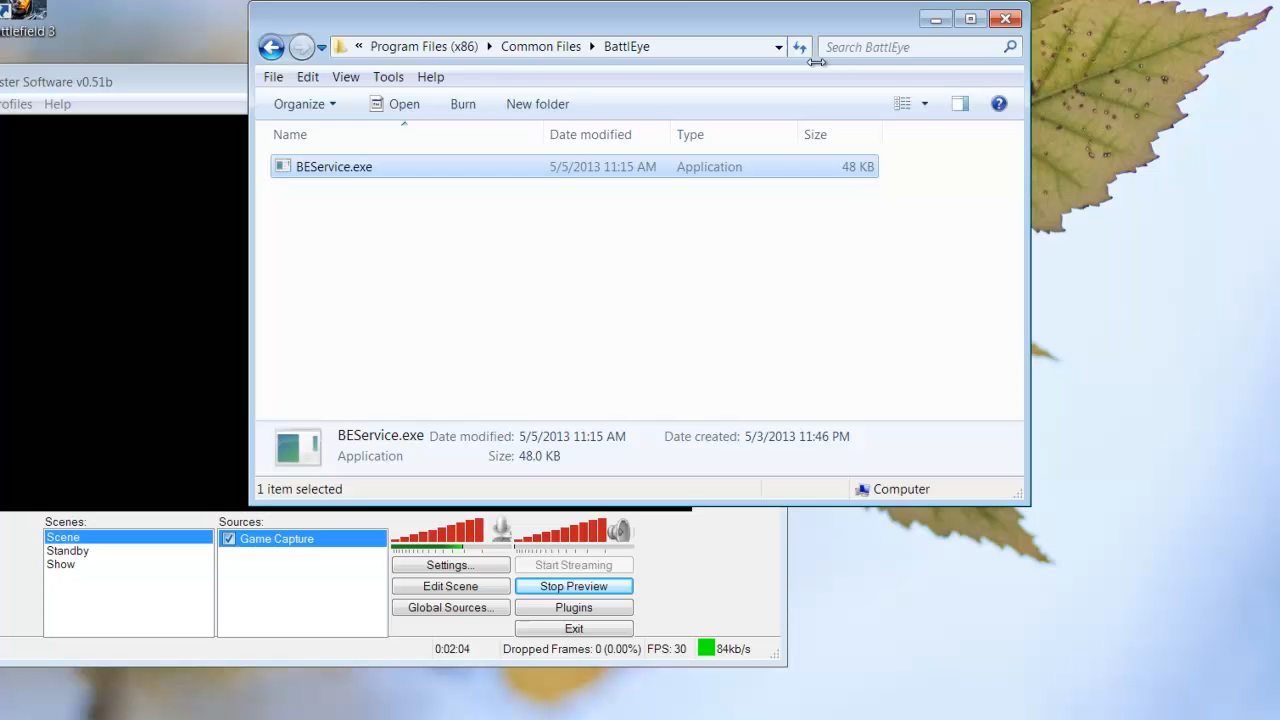 ttlefield 3
ster Software v0.51b
ofiles Help
« Program Files (x86) Common Files BattlEye
Search BattlEye
File Edit View Tools Help
Organize Open Burn New folder
Name Date modified Type Size
BEService.exe 5/5/2013 11:15 AM Application 48 KB
BEService.exe Date modified: 5/5/2013 11:15 AM Date created: 5/3/2013 11:46 PM
Application Size: 48.0 KB
1 item selected Computer
Scenes: Sources:
Scene
Standby
Show
Game Capture
Settings... Start Streaming
Edit Scene Stop Preview
Global Sources... Plugins
Exit
0:02:04 Dropped Frames: 0 (0.00%) FPS: 30 84kb/s